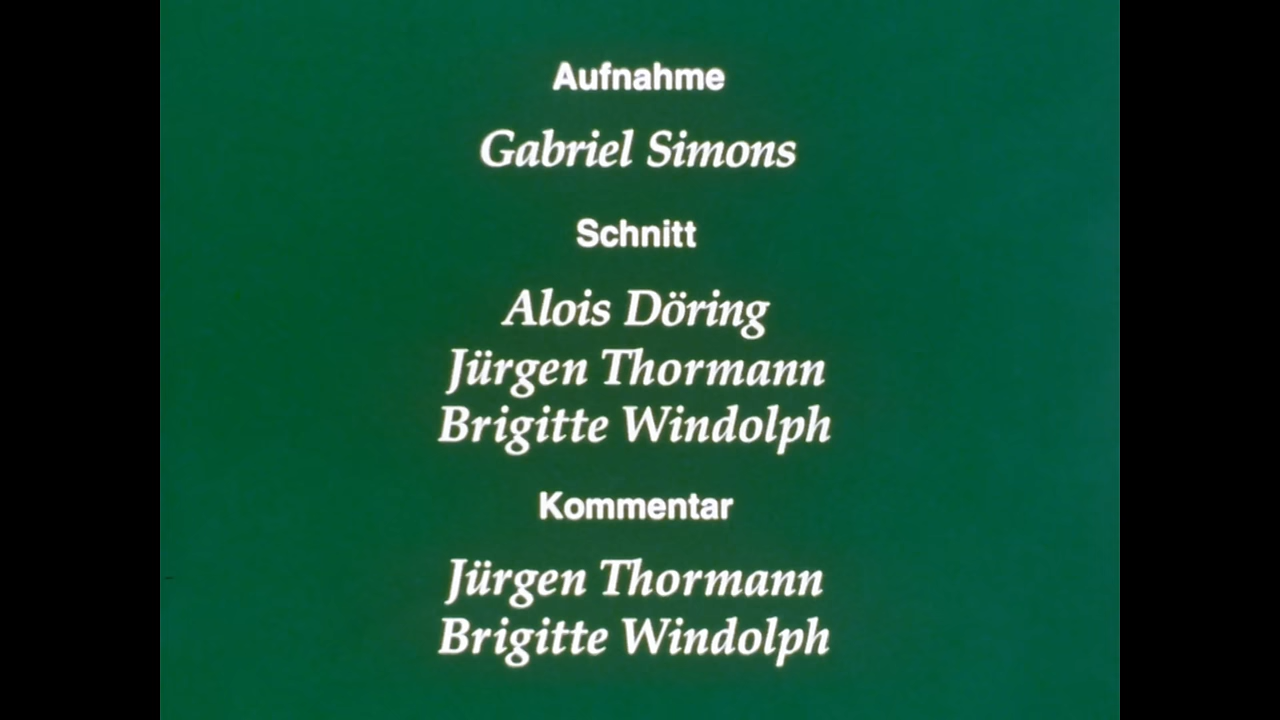 Aufnahme
Gabriel Simons
Schnitt
Alois Döring
Jürgen Thormann
Brigitte Windolph
Kommentar
Jürgen Thormann
Brigitte Windolph